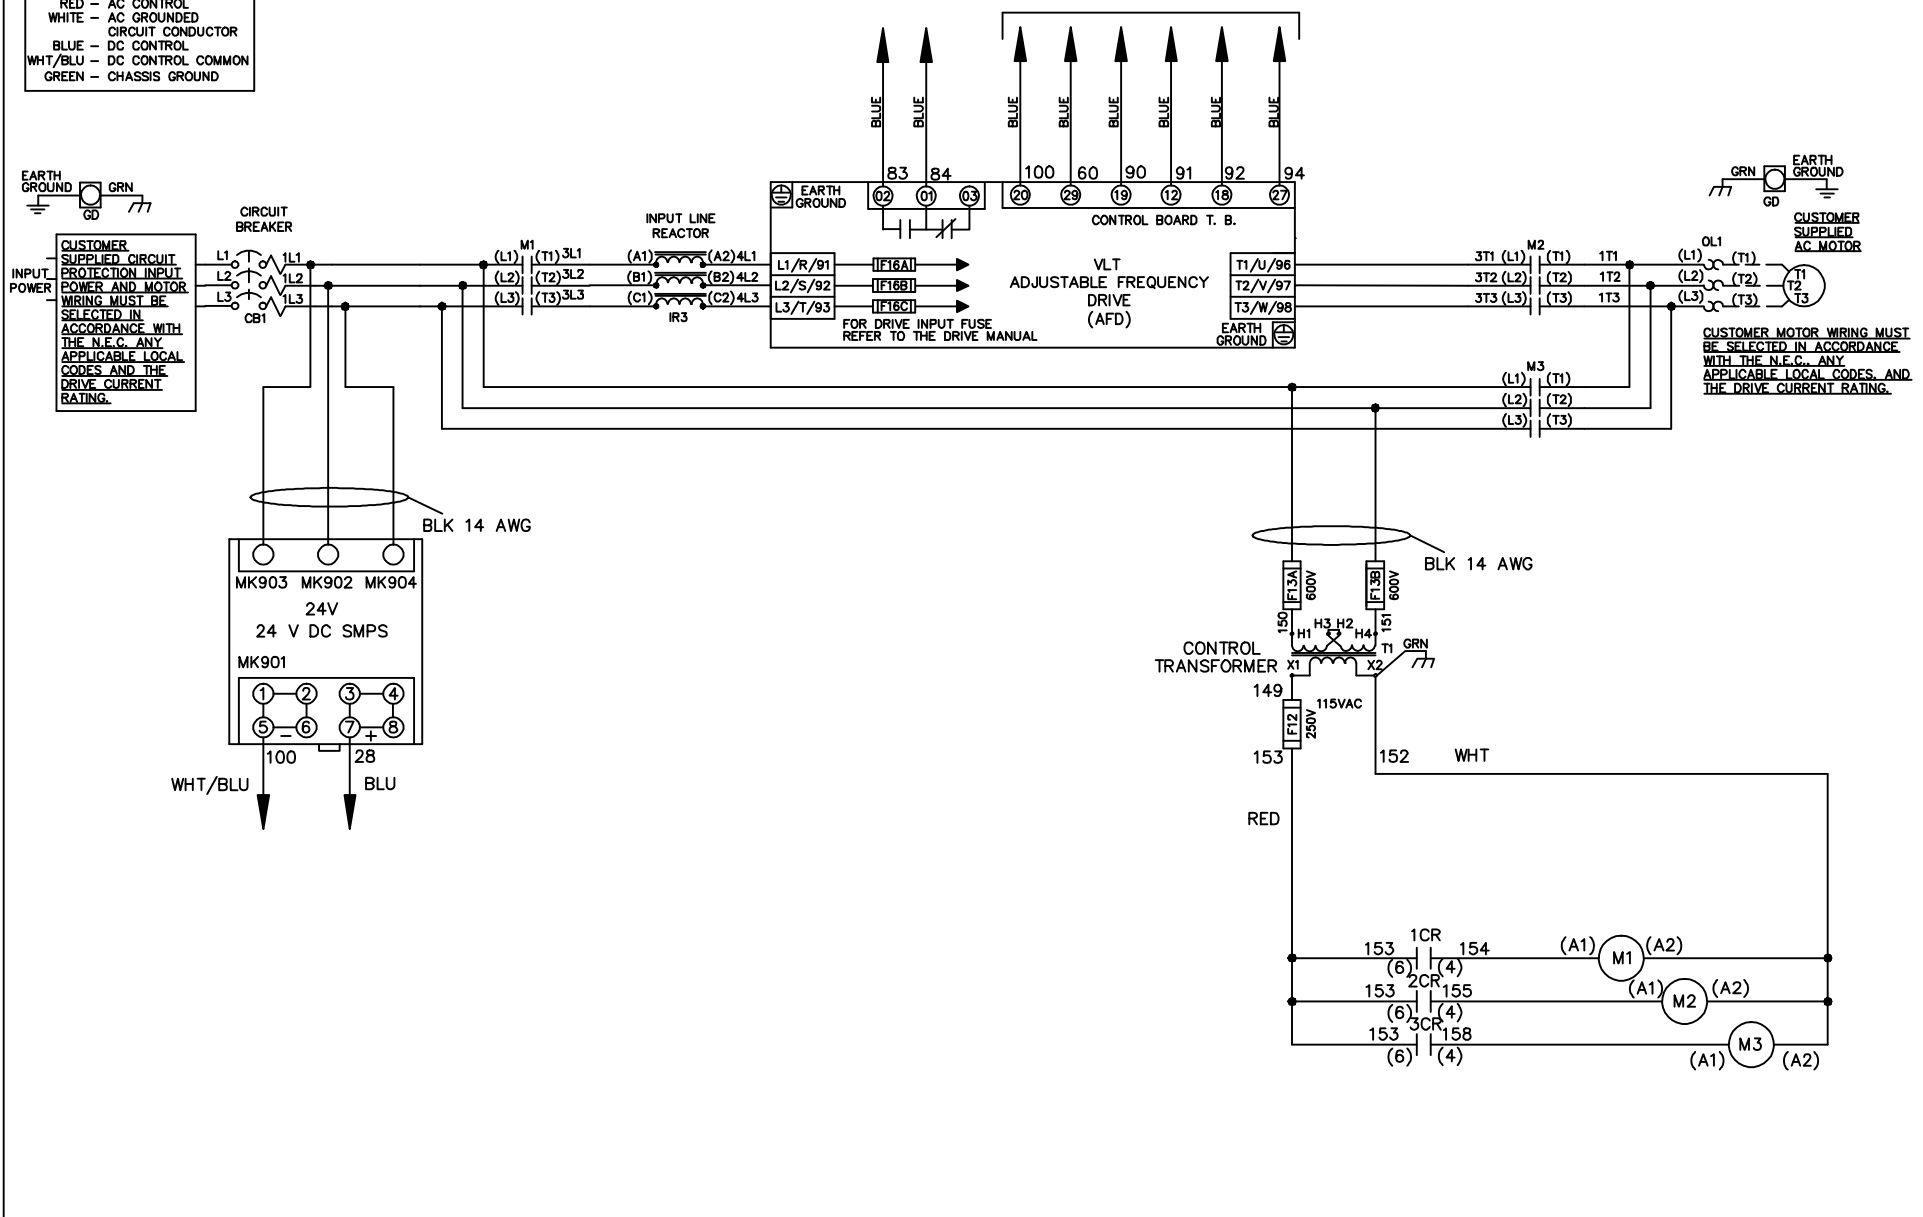 RED – AC CONTROL
WHITE – AC GROUNDED
CIRCUIT CONDUCTOR
BLUE – DC CONTROL
WHT/BLU – DC CONTROL COMMON
GREEN – CHASSIS GROUND
BLUE BLUE BLUE BLUE BLUE BLUE BLUE BLUE
83 84 100 60 90 91 92 94
02 01 03 20 29 19 12 18 27
EARTH
GROUND
GRN
GD
CIRCUIT
BREAKER
INPUT LINE
REACTOR
EARTH
GROUND
CONTROL BOARD T. B.
GRN
EARTH
GROUND
GD
CUSTOMER
SUPPLIED
AC MOTOR
INPUT
POWER
CUSTOMER
SUPPLIED CIRCUIT
PROTECTION INPUT
POWER AND MOTOR
WIRING MUST BE
SELECTED IN
ACCORDANCE WITH
THE N.E.C. ANY
APPLICABLE LOCAL
CODES AND THE
DRIVE CURRENT
RATING.
L1 1L1
L2 1L2
L3 1L3
CB1
M1
(L1) (T1) 3L1
(L2) (T2) 3L2
(L3) (T3) 3L3
(A1) (A2) 4L1
(B1) (B2) 4L2
(C1) (C2) 4L3
IR3
L1/R/91 F16A
L2/S/92 F16B
L3/T/93 F16C
FOR DRIVE INPUT FUSE
REFER TO THE DRIVE MANUAL
VLT
ADJUSTABLE FREQUENCY
DRIVE
(AFD)
T1/U/96
T2/V/97
T3/W/98
EARTH
GROUND
M2
3T1 (L1) (T1) 1T1
3T2 (L2) (T2) 1T2
3T3 (L3) (T3) 1T3
OL1
(L1) (T1)
(L2) (T2)
(L3) (T3)
T1
T2
T3
CUSTOMER MOTOR WIRING MUST
BE SELECTED IN ACCORDANCE
WITH THE N.E.C., ANY
APPLICABLE LOCAL CODES, AND
THE DRIVE CURRENT RATING.
M3
(L1) (T1)
(L2) (T2)
(L3) (T3)
BLK 14 AWG
MK903 MK902 MK904
24V
24 V DC SMPS
MK901
1 2 3 4
5 6 7 8
– +
100 28
WHT/BLU BLU
BLK 14 AWG
F13A 600V F13B 600V
150 151
H1 H3 H2 H4
T1
GRN
CONTROL
TRANSFORMER
X1 X2
149
115VAC
F12 250V
153 152 WHT
RED
1CR
153 154 (A1) M1 (A2)
(6) (4)
2CR
153 155 (A1) M2 (A2)
(6) (4)
3CR
153 158 M3
(6) (4) (A1) (A2)